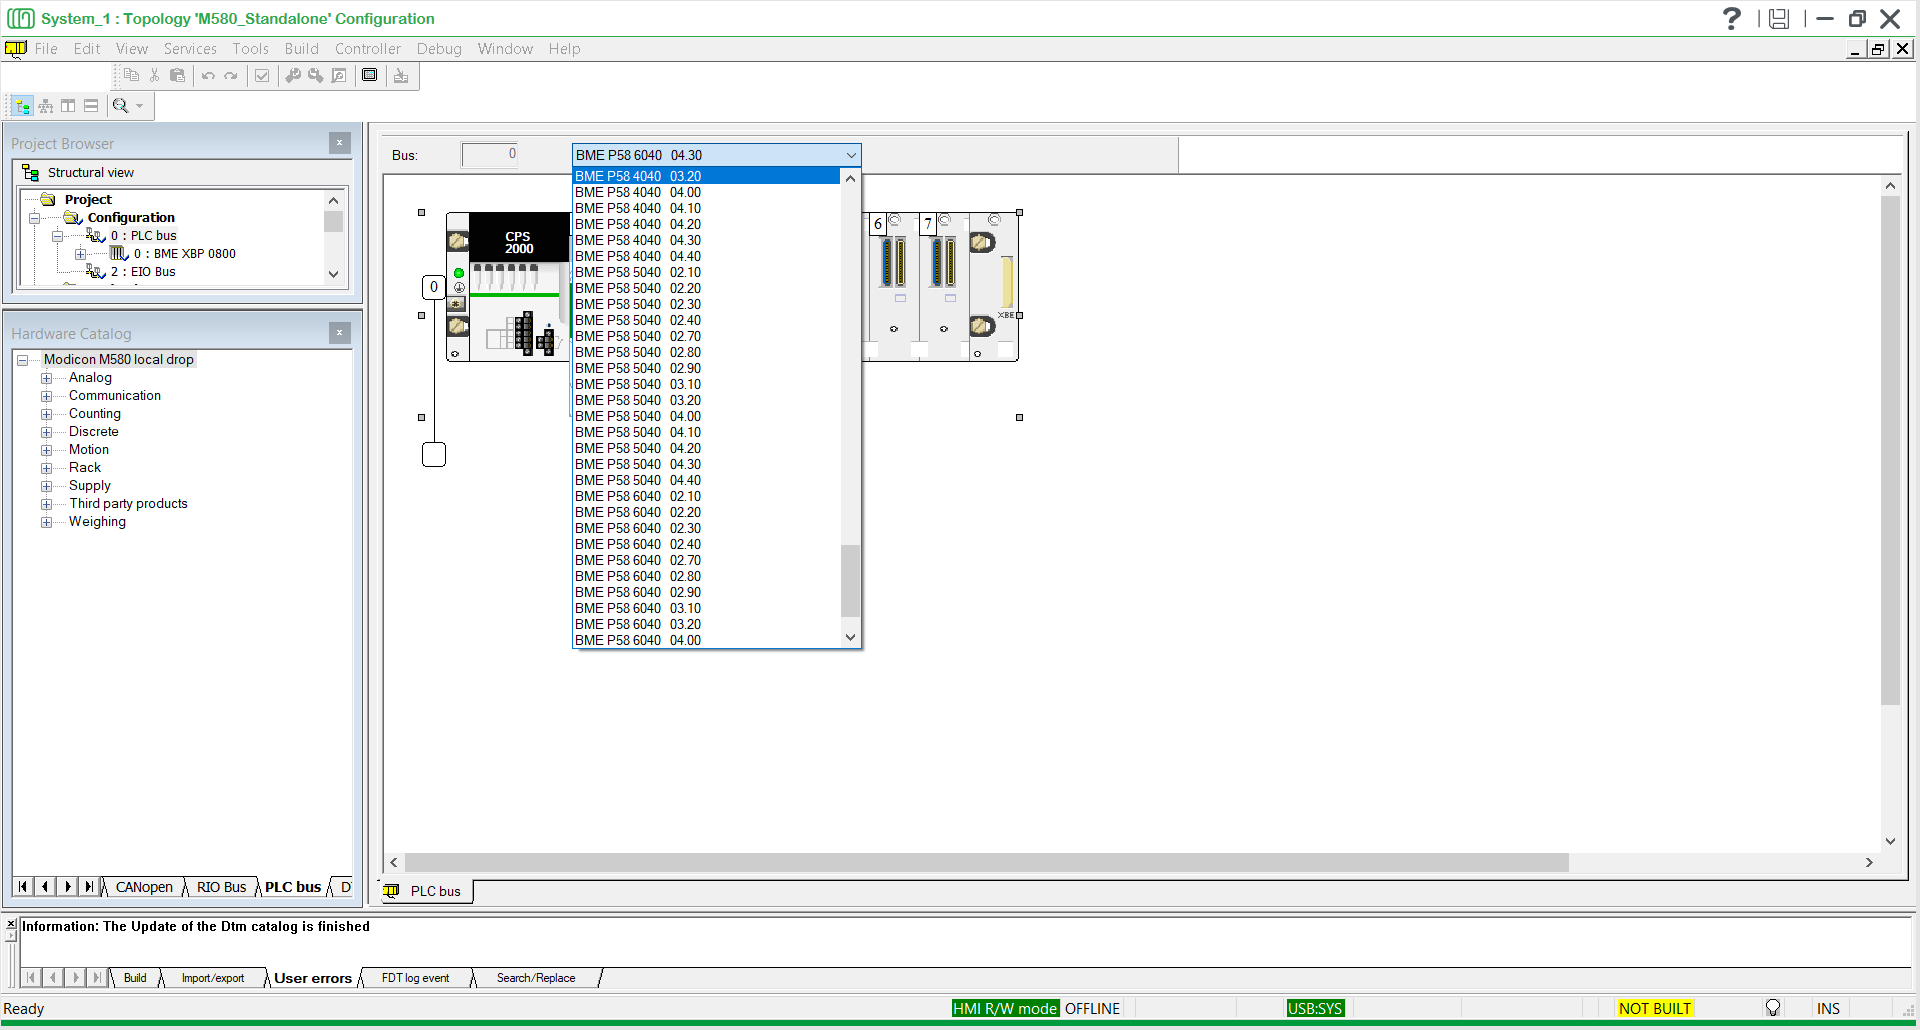 System_1 : Topology 'M580_Standalone' Configuration
File Edit View Services Tools Build Controller Debug Window Help
Project Browser
Structural view
Project
Configuration
0 : PLC bus
0 : BME XBP 0800
2 : EIO Bus
Hardware Catalog
Modicon M580 local drop
Analog
Communication
Counting
Discrete
Motion
Rack
Supply
Third party products
Weighing
CANopen RIO Bus PLC bus
Bus: 0 BME P58 6040 04.30
BME P58 4040 03.20
BME P58 4040 04.00
BME P58 4040 04.10
BME P58 4040 04.20
BME P58 4040 04.30
BME P58 4040 04.40
BME P58 5040 02.10
BME P58 5040 02.20
BME P58 5040 02.30
BME P58 5040 02.40
BME P58 5040 02.70
BME P58 5040 02.80
BME P58 5040 02.90
BME P58 5040 03.10
BME P58 5040 03.20
BME P58 5040 04.00
BME P58 5040 04.10
BME P58 5040 04.20
BME P58 5040 04.30
BME P58 5040 04.40
BME P58 6040 02.10
BME P58 6040 02.20
BME P58 6040 02.30
BME P58 6040 02.40
BME P58 6040 02.70
BME P58 6040 02.80
BME P58 6040 02.90
BME P58 6040 03.10
BME P58 6040 03.20
BME P58 6040 04.00
0
CPS
2000
6 7
XBE
PLC bus
Information: The Update of the Dtm catalog is finished
Build Import/export User errors FDT log event Search/Replace
Ready HMI R/W mode OFFLINE USB:SYS NOT BUILT INS